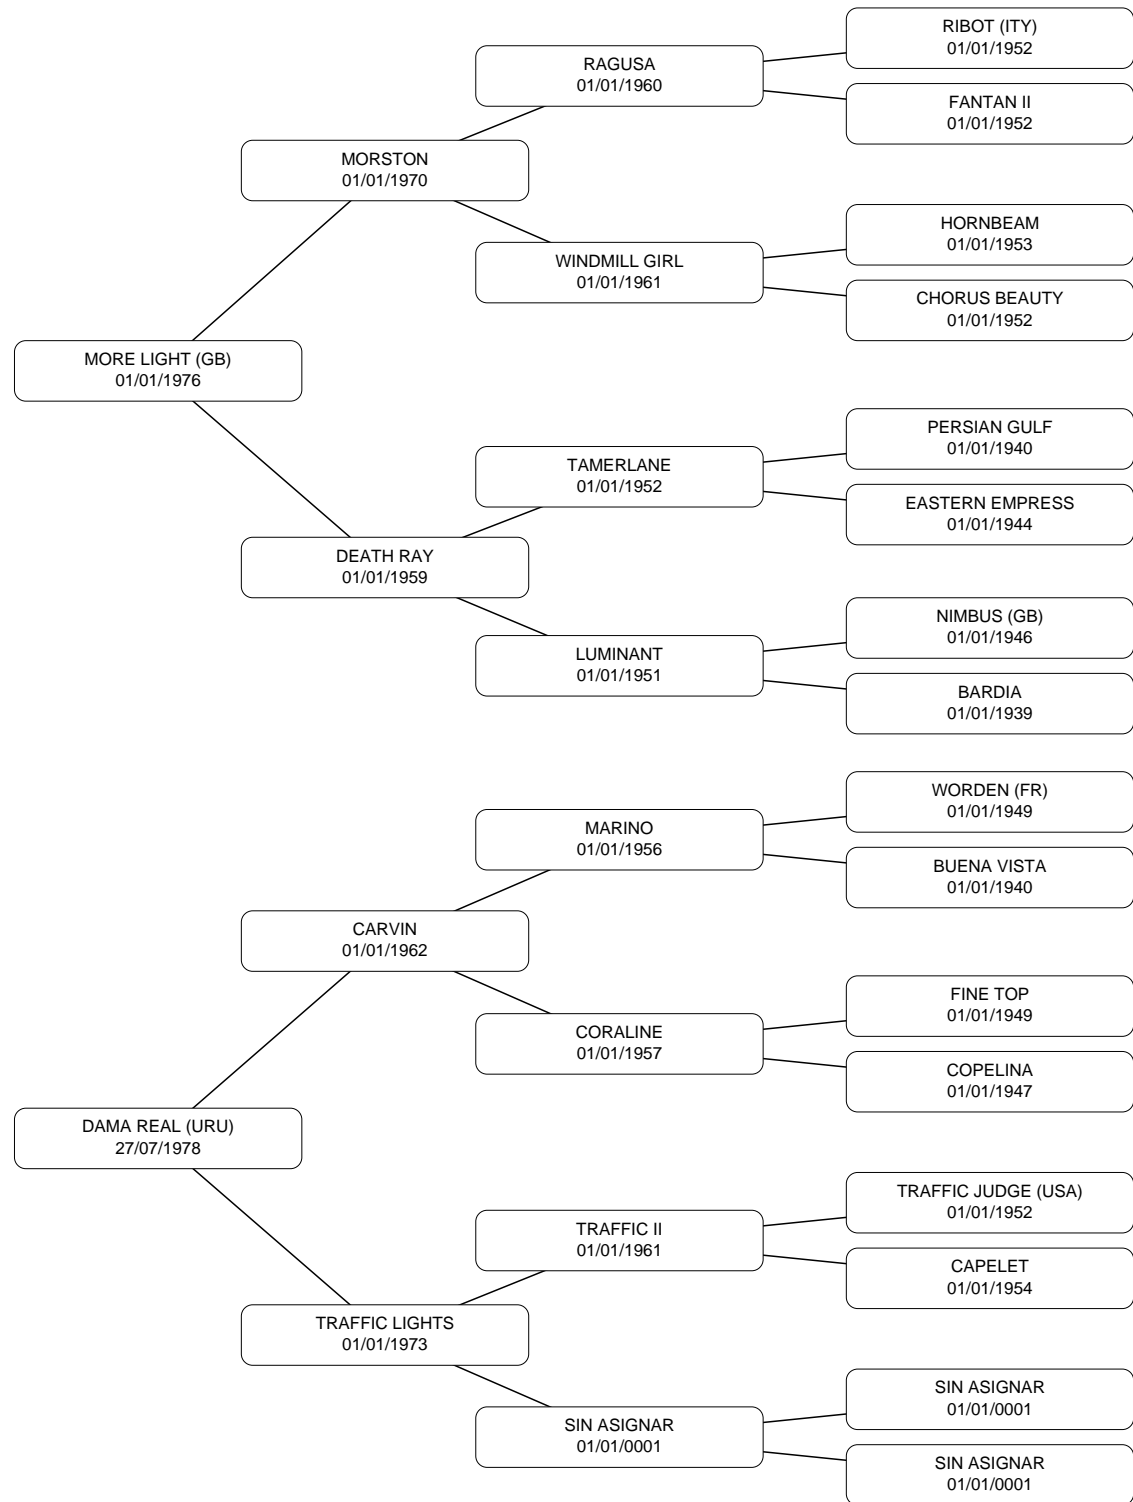 RIBOT (ITY)
01/01/1952
RAGUSA
01/01/1960
FANTAN II
01/01/1952
MORSTON
01/01/1970
HORNBEAM
01/01/1953
WINDMILL GIRL
01/01/1961
CHORUS BEAUTY
01/01/1952
MORE LIGHT (GB)
01/01/1976
PERSIAN GULF
01/01/1940
TAMERLANE
01/01/1952
EASTERN EMPRESS
01/01/1944
DEATH RAY
01/01/1959
NIMBUS (GB)
01/01/1946
LUMINANT
01/01/1951
BARDIA
01/01/1939
WORDEN (FR)
01/01/1949
MARINO
01/01/1956
BUENA VISTA
01/01/1940
CARVIN
01/01/1962
FINE TOP
01/01/1949
CORALINE
01/01/1957
COPELINA
01/01/1947
DAMA REAL (URU)
27/07/1978
TRAFFIC JUDGE (USA)
01/01/1952
TRAFFIC II
01/01/1961
CAPELET
01/01/1954
TRAFFIC LIGHTS
01/01/1973
SIN ASIGNAR
01/01/0001
SIN ASIGNAR
01/01/0001
SIN ASIGNAR
01/01/0001